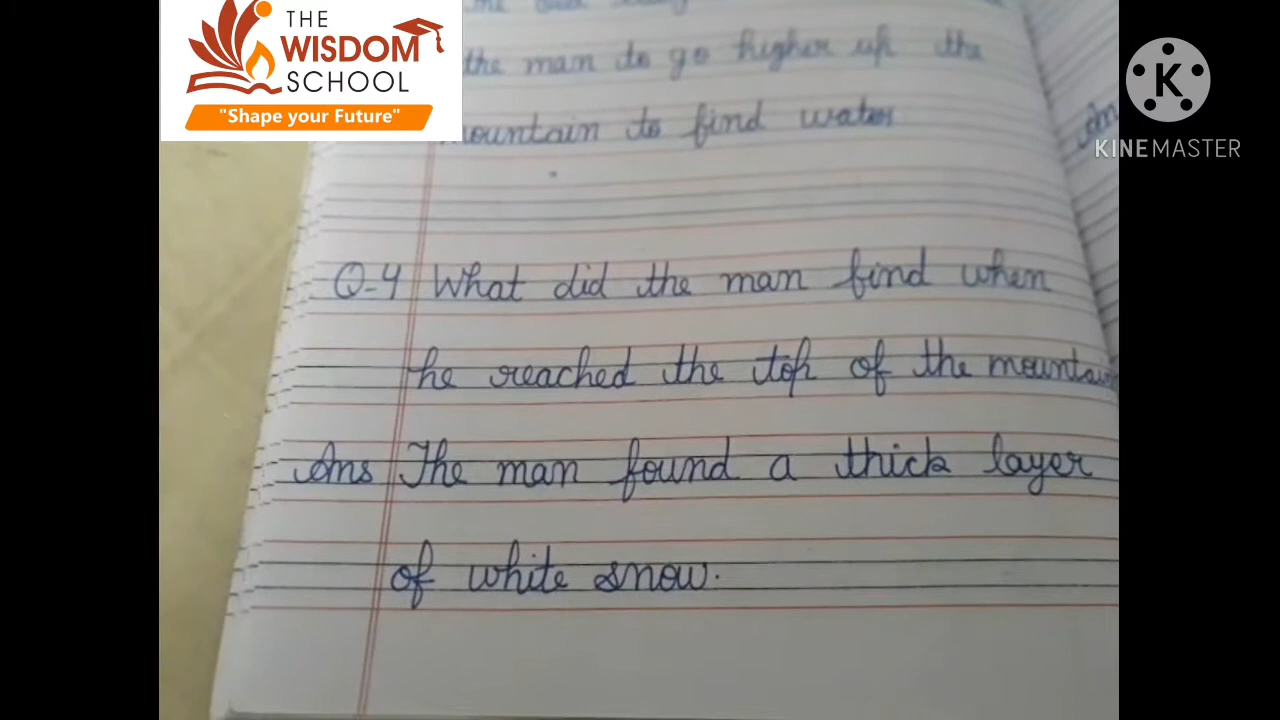 THE
WISDOM
SCHOOL
"Shape your Future"
K
KINEMASTER
the man to go higher up the
mountain to find water
Q-4 What did the man find when
he reached the top of the mountain
Ans The man found a thick layer
of white snow.